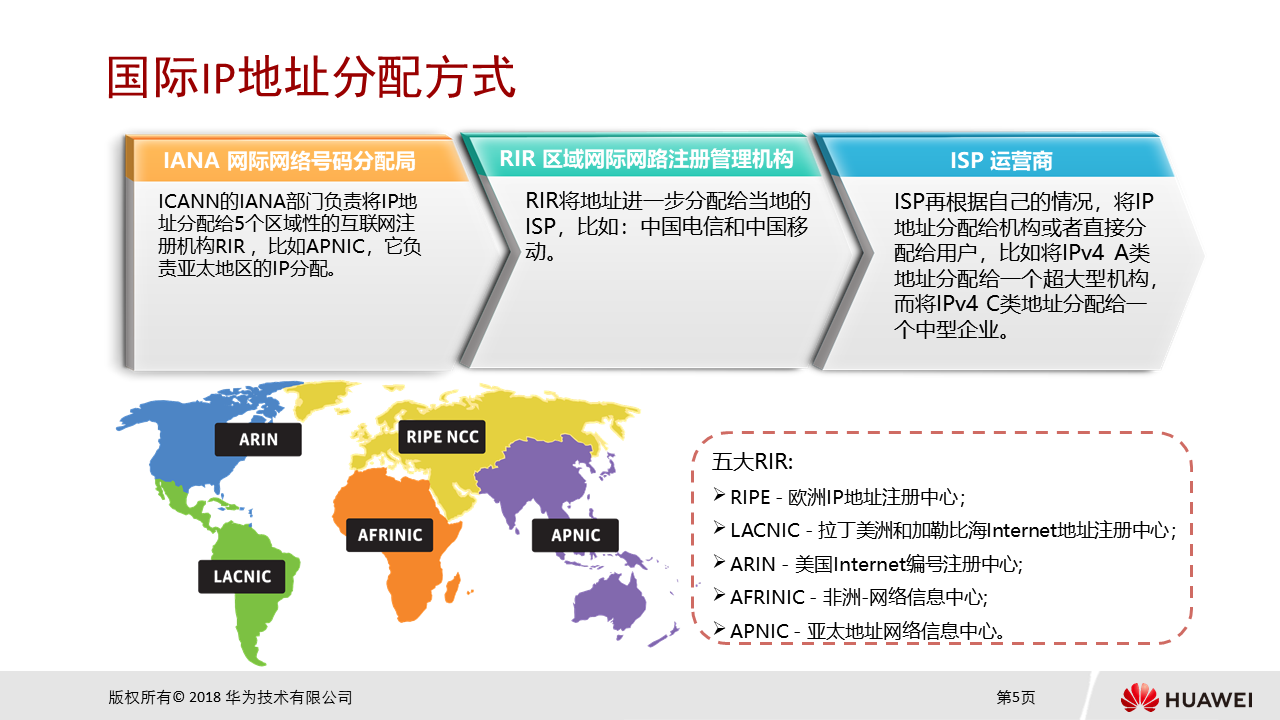 国际IP地址分配方式
IANA 网际网络号码分配局
ICANN的IANA部门负责将IP地
址分配给5个区域性的互联网注
册机构RIR ，比如APNIC，它负
责亚太地区的IP分配。
RIR 区域网际网路注册管理机构
RIR将地址进一步分配给当地的
ISP，比如：中国电信和中国移
动。
ISP 运营商
ISP再根据自己的情况，将IP
地址分配给机构或者直接分
配给用户，比如将IPv4 A类
地址分配给一个超大型机构，
而将IPv4 C类地址分配给一
个中型企业。
ARIN
RIPE NCC
AFRINIC
APNIC
LACNIC
五大RIR:
RIPE - 欧洲IP地址注册中心；
LACNIC - 拉丁美洲和加勒比海Internet地址注册中心；
ARIN - 美国Internet编号注册中心;
AFRINIC - 非洲-网络信息中心;
APNIC - 亚太地址网络信息中心。
版权所有© 2018 华为技术有限公司
第5页
HUAWEI